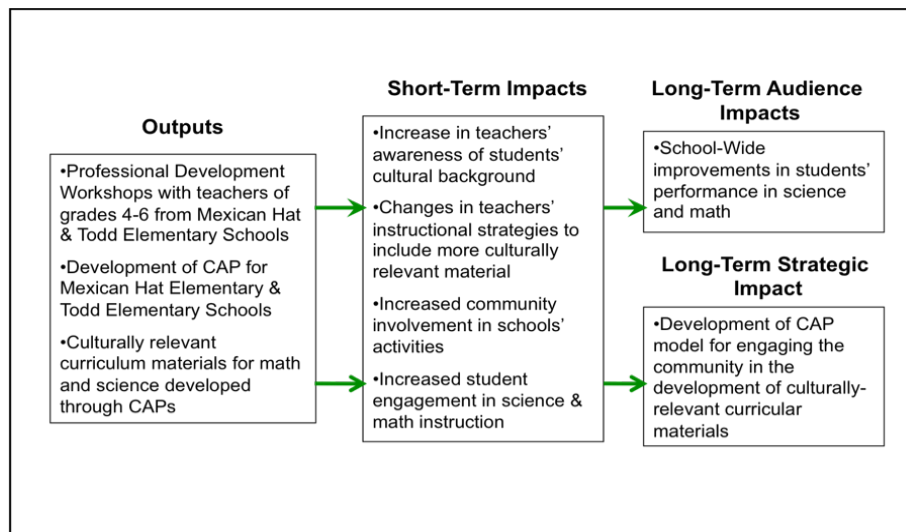 Outputs
•Professional Development
Workshops with teachers of
grades 4-6 from Mexican Hat
& Todd Elementary Schools
•Development of CAP for
Mexican Hat Elementary &
Todd Elementary Schools
•Culturally relevant
curriculum materials for math
and science developed
through CAPs
Short-Term Impacts
•Increase in teachers'
awareness of students'
cultural background
•Changes in teachers'
instructional strategies to
include more culturally
relevant material
•Increased community
involvement in schools'
activities
•Increased student
engagement in science &
math instruction
Long-Term Audience
Impacts
•School-Wide
improvements in students'
performance in science
and math
Long-Term Strategic
Impact
•Development of CAP
model for engaging the
community in the
development of culturally-
relevant curricular
materials